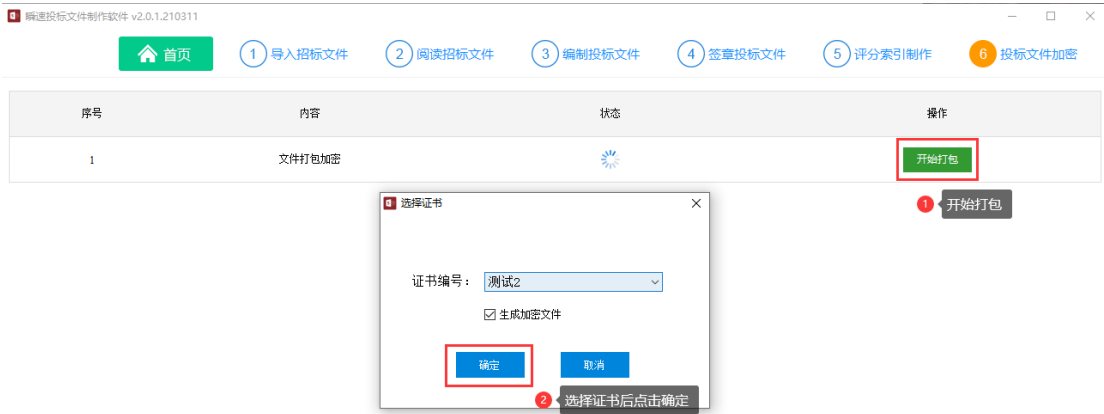 瞬速投标文件制作软件 v2.0.1.210311
首页 1 导入招标文件 2 阅读招标文件 3 编制投标文件 4 签章投标文件 5 评分索引制作 6 投标文件加密
序号 内容 状态 操作
1 文件打包加密 开始打包
1 开始打包
选择证书
证书编号： 测试2
生成加密文件
确定 取消
2 选择证书后点击确定